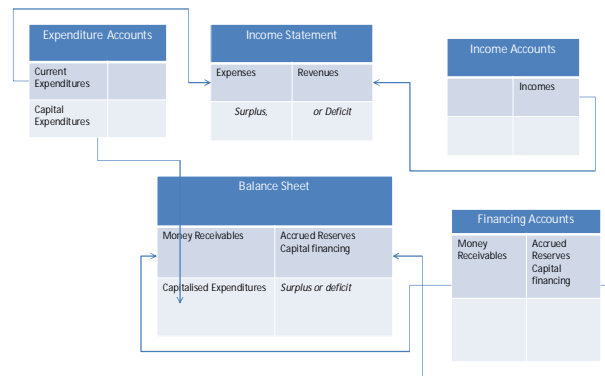 Expenditure Accounts
Current
Expenditures
Capital
Expenditures
Income Statement
Expenses
Revenues
Surplus,
or Deficit
Income Accounts
Incomes
Balance Sheet
Money Receivables
Accrued Reserves
Capital financing
Capitalised Expenditures
Surplus or deficit
Financing Accounts
Money
Receivables
Accrued
Reserves
Capital
financing